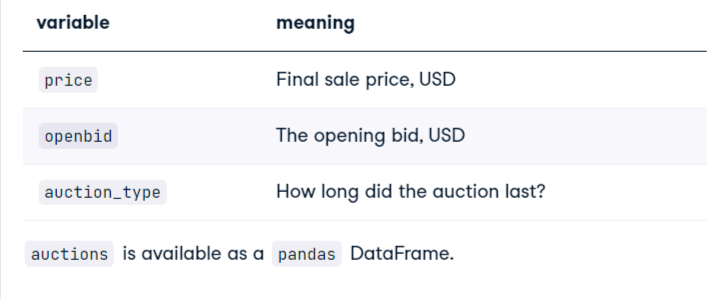 variable meaning
price Final sale price, USD
openbid The opening bid, USD
auction_type How long did the auction last?
auctions is available as a pandas DataFrame.